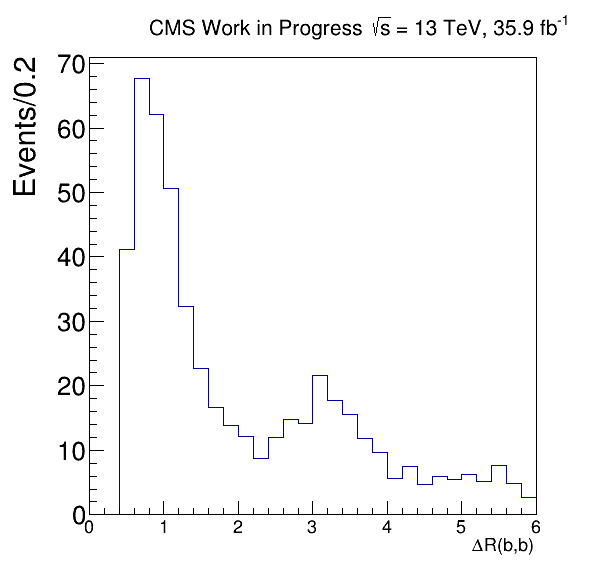 CMS Work in Progress √s = 13 TeV, 35.9 fb⁻¹
Events/0.2
70
60
50
40
30
20
10
0
0 1 2 3 4 5 6
ΔR(b,b)